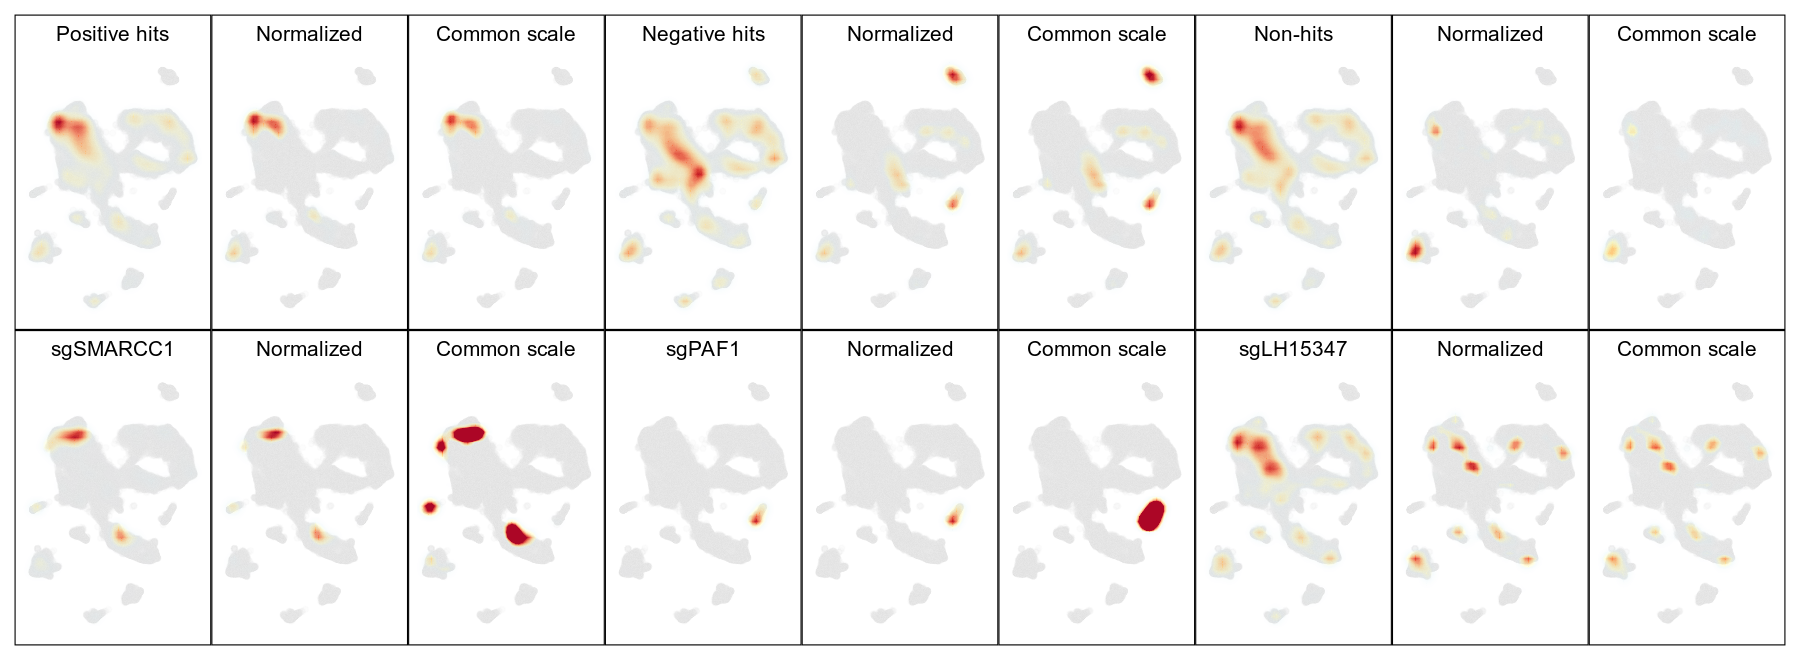 Positive hits Normalized Common scale Negative hits Normalized Common scale Non-hits Normalized Common scale
sgSMARCC1 Normalized Common scale sgPAF1 Normalized Common scale sgLH15347 Normalized Common scale